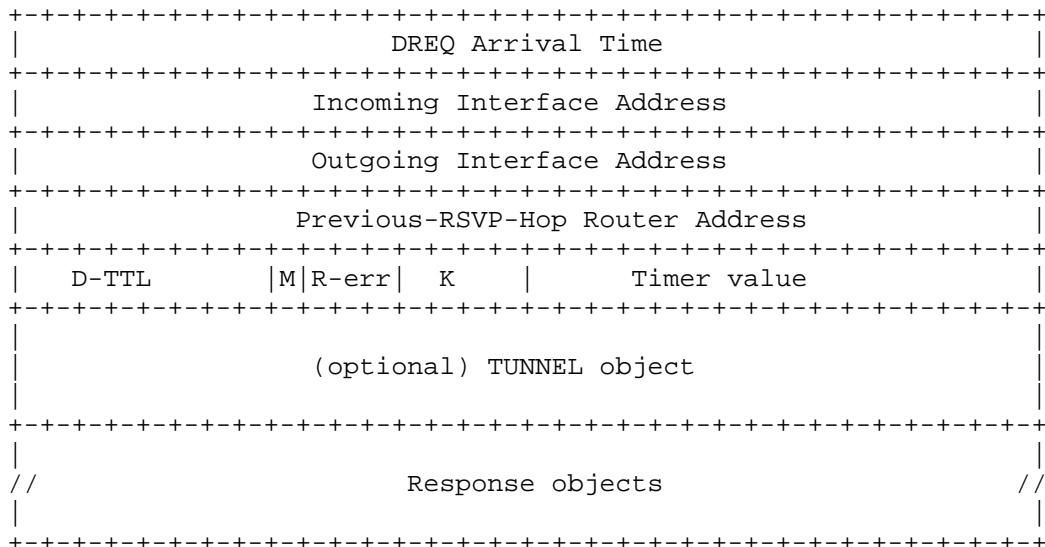 +-+-+-+-+-+-+-+-+-+-+-+-+-+-+-+-+-+-+-+-+-+-+-+-+-+-+-+-+-+-+-+-+
|                        DREQ Arrival Time                        |
+-+-+-+-+-+-+-+-+-+-+-+-+-+-+-+-+-+-+-+-+-+-+-+-+-+-+-+-+-+-+-+-+
|                   Incoming Interface Address                    |
+-+-+-+-+-+-+-+-+-+-+-+-+-+-+-+-+-+-+-+-+-+-+-+-+-+-+-+-+-+-+-+-+
|                   Outgoing Interface Address                    |
+-+-+-+-+-+-+-+-+-+-+-+-+-+-+-+-+-+-+-+-+-+-+-+-+-+-+-+-+-+-+-+-+
|                  Previous-RSVP-Hop Router Address               |
+-+-+-+-+-+-+-+-+-+-+-+-+-+-+-+-+-+-+-+-+-+-+-+-+-+-+-+-+-+-+-+-+
|   D-TTL       |M|R-err|  K    |      Timer value                |
+-+-+-+-+-+-+-+-+-+-+-+-+-+-+-+-+-+-+-+-+-+-+-+-+-+-+-+-+-+-+-+-+
|                                                                 |
|                   (optional) TUNNEL object                      |
|                                                                 |
+-+-+-+-+-+-+-+-+-+-+-+-+-+-+-+-+-+-+-+-+-+-+-+-+-+-+-+-+-+-+-+-+
|                                                                 |
//                        Response objects                       //
|                                                                 |
+-+-+-+-+-+-+-+-+-+-+-+-+-+-+-+-+-+-+-+-+-+-+-+-+-+-+-+-+-+-+-+-+